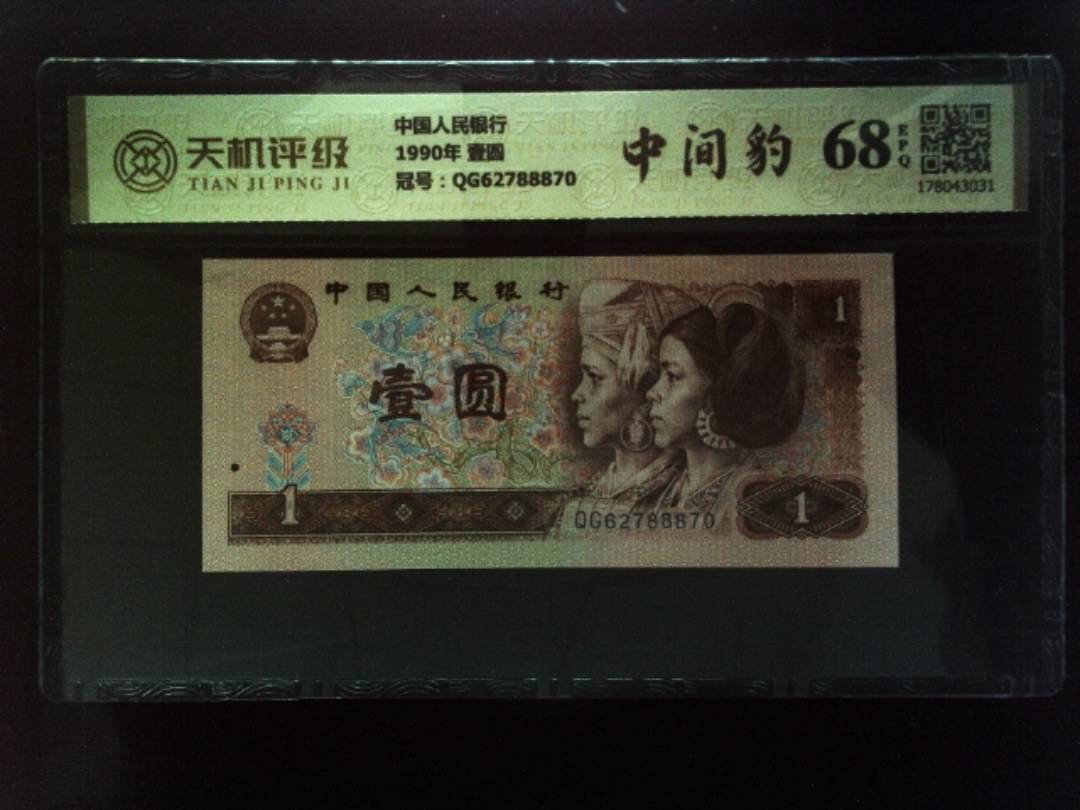 天机评级
TIAN JI PING JI
中国人民银行
1990年 壹圆
冠号：QG62788870
中间豹
68
EPQ
178043031
中国人民银行
1
壹圆
1
QG62788870
1